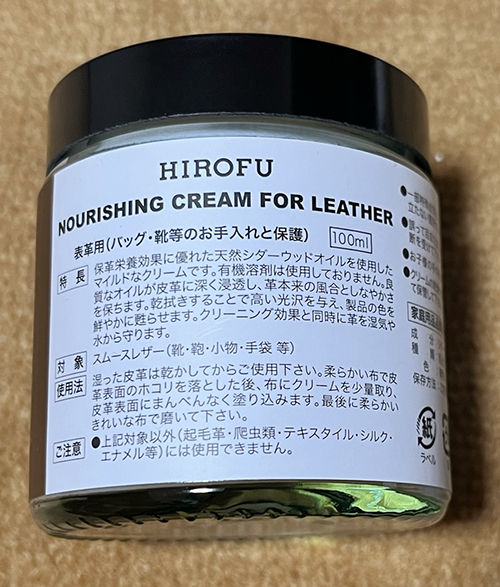 HIROFU
NOURISHING CREAM FOR LEATHER
表革用(バッグ・靴等のお手入れと保護) 100ml
特長 保革栄養効果に優れた天然シダーウッドオイルを使用した
マイルドなクリームです。有機溶剤は使用しておりません。良
質なオイルが皮革に深く浸透し、革本来の風合としなやかさ
を保ちます。乾拭きすることで高い光沢を与え、製品の色を
鮮やかに甦らせます。クリーニング効果と同時に革を湿気や
水から守ります。
対象 スムースレザー(靴・鞄・小物・手袋 等)
使用法 湿った皮革は乾かしてからご使用下さい。柔らかい布で皮
革表面のホコリを落とした後、布にクリームを少量取り、
皮革表面にまんべんなく塗り込みます。最後に柔らかい
きれいな布で磨いて下さい。
ご注意 ●上記対象以外(起毛革・爬虫類・テキスタイル・シルク・
エナメル等)には使用できません。
家庭用品
成
種
色
保存方法
紙
ラベル